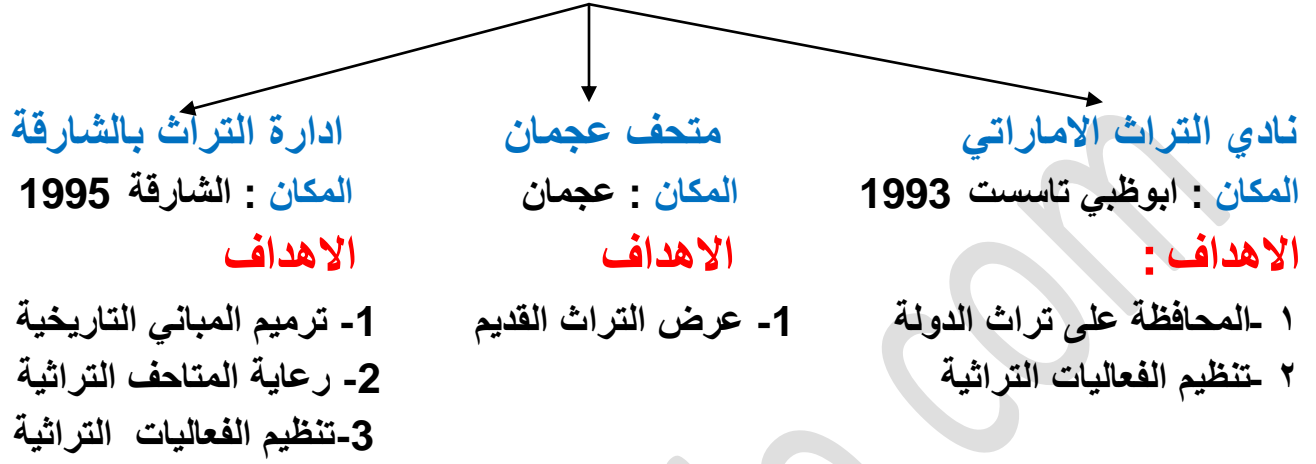 نادي التراث الاماراتي
المكان : ابوظبي تاسست 1993
الاهداف :
١ -المحافظة على تراث الدولة
٢ -تنظيم الفعاليات التراثية
متحف عجمان
المكان : عجمان
الاهداف
1- عرض التراث القديم
ادارة التراث بالشارقة
المكان : الشارقة 1995
الاهداف
1- ترميم المباني التاريخية
2- رعاية المتاحف التراثية
3-تنظيم الفعاليات التراثية